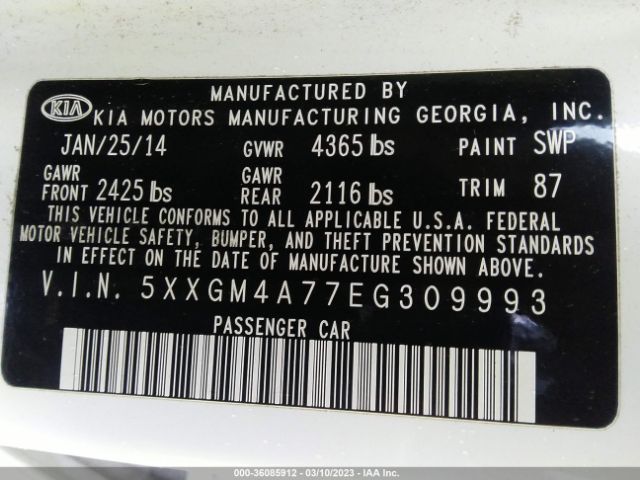 MANUFACTURED BY
KIA KIA MOTORS MANUFACTURING GEORGIA, INC.
JAN/25/14 GVWR 4365 lbs PAINT SWP
GAWR FRONT 2425 lbs GAWR REAR 2116 lbs TRIM 87
THIS VEHICLE CONFORMS TO ALL APPLICABLE U.S.A. FEDERAL
MOTOR VEHICLE SAFETY, BUMPER, AND THEFT PREVENTION STANDARDS
IN EFFECT ON THE DATE OF MANUFACTURE SHOWN ABOVE.
V.I.N. 5XXGM4A77EG309993
PASSENGER CAR
000-36085912 - 03/10/2023 - IAA Inc.